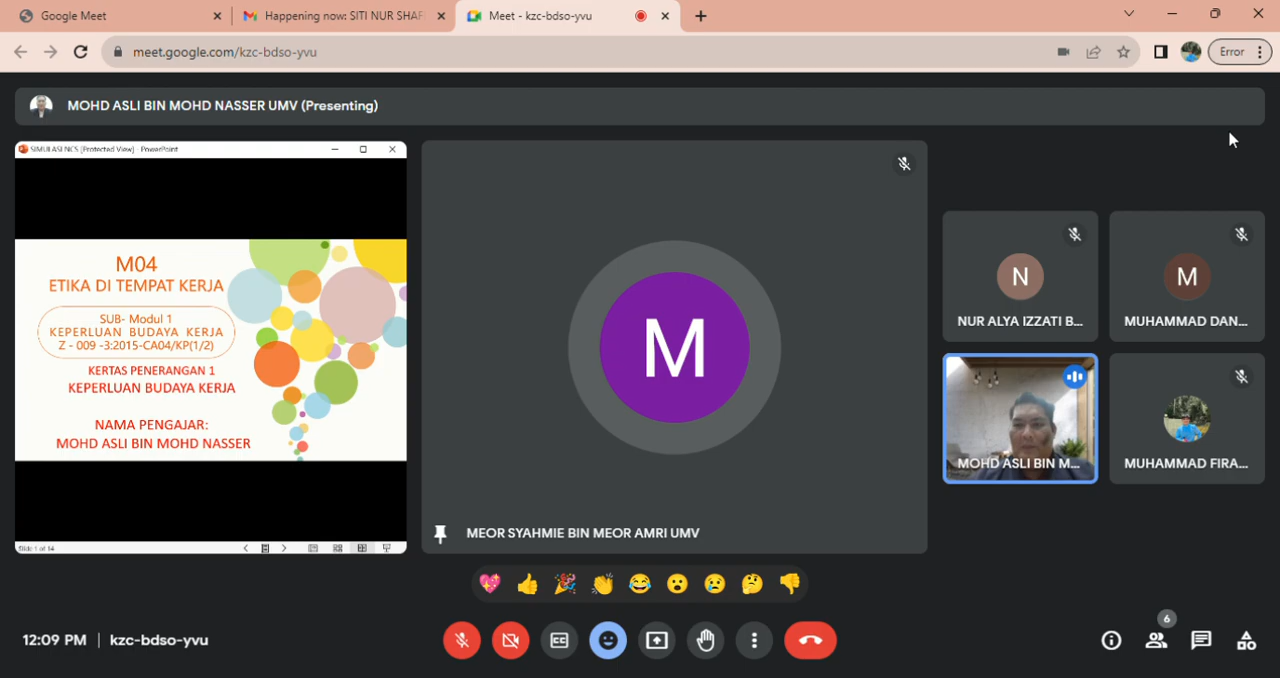 Google Meet
Happening now: SITI NUR SHAF
Meet - kzc-bdso-yvu
meet.google.com/kzc-bdso-yvu
Error
MOHD ASLI BIN MOHD NASSER UMV (Presenting)
SIMULASI NCS [Protected View] - PowerPoint
M04
ETIKA DI TEMPAT KERJA
SUB- Modul 1
KEPERLUAN BUDAYA KERJA
Z - 009 -3:2015-CA04/KP(1/2)
KERTAS PENERANGAN 1
KEPERLUAN BUDAYA KERJA
NAMA PENGAJAR:
MOHD ASLI BIN MOHD NASSER
Slide 1 of 14
M
MEOR SYAHMIE BIN MEOR AMRI UMV
N
NUR ALYA IZZATI B...
M
MUHAMMAD DAN...
MOHD ASLI BIN M...
MUHAMMAD FIRA...
12:09 PM | kzc-bdso-yvu
CC
6